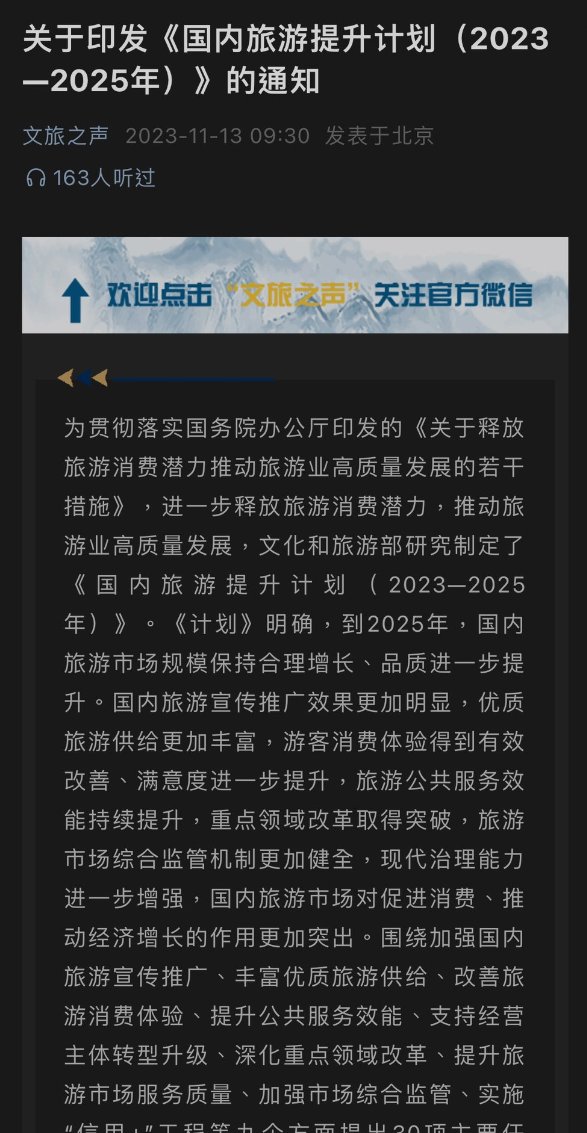 关于印发《国内旅游提升计划（2023
—2025年）》的通知
文旅之声 2023-11-13 09:30 发表于北京
163人听过
欢迎点击“文旅之声”关注官方微信
为贯彻落实国务院办公厅印发的《关于释放
旅游消费潜力推动旅游业高质量发展的若干
措施》，进一步释放旅游消费潜力，推动旅
游业高质量发展，文化和旅游部研究制定了
《国内旅游提升计划（2023—2025
年）》。《计划》明确，到2025年，国内
旅游市场规模保持合理增长、品质进一步提
升。国内旅游宣传推广效果更加明显，优质
旅游供给更加丰富，游客消费体验得到有效
改善、满意度进一步提升，旅游公共服务效
能持续提升，重点领域改革取得突破，旅游
市场综合监管机制更加健全，现代治理能力
进一步增强，国内旅游市场对促进消费、推
动经济增长的作用更加突出。围绕加强国内
旅游宣传推广、丰富优质旅游供给、改善旅
游消费体验、提升公共服务效能、支持经营
主体转型升级、深化重点领域改革、提升旅
游市场服务质量、加强市场综合监管、实施
“信用+”工程等九个方面提出30项主要任